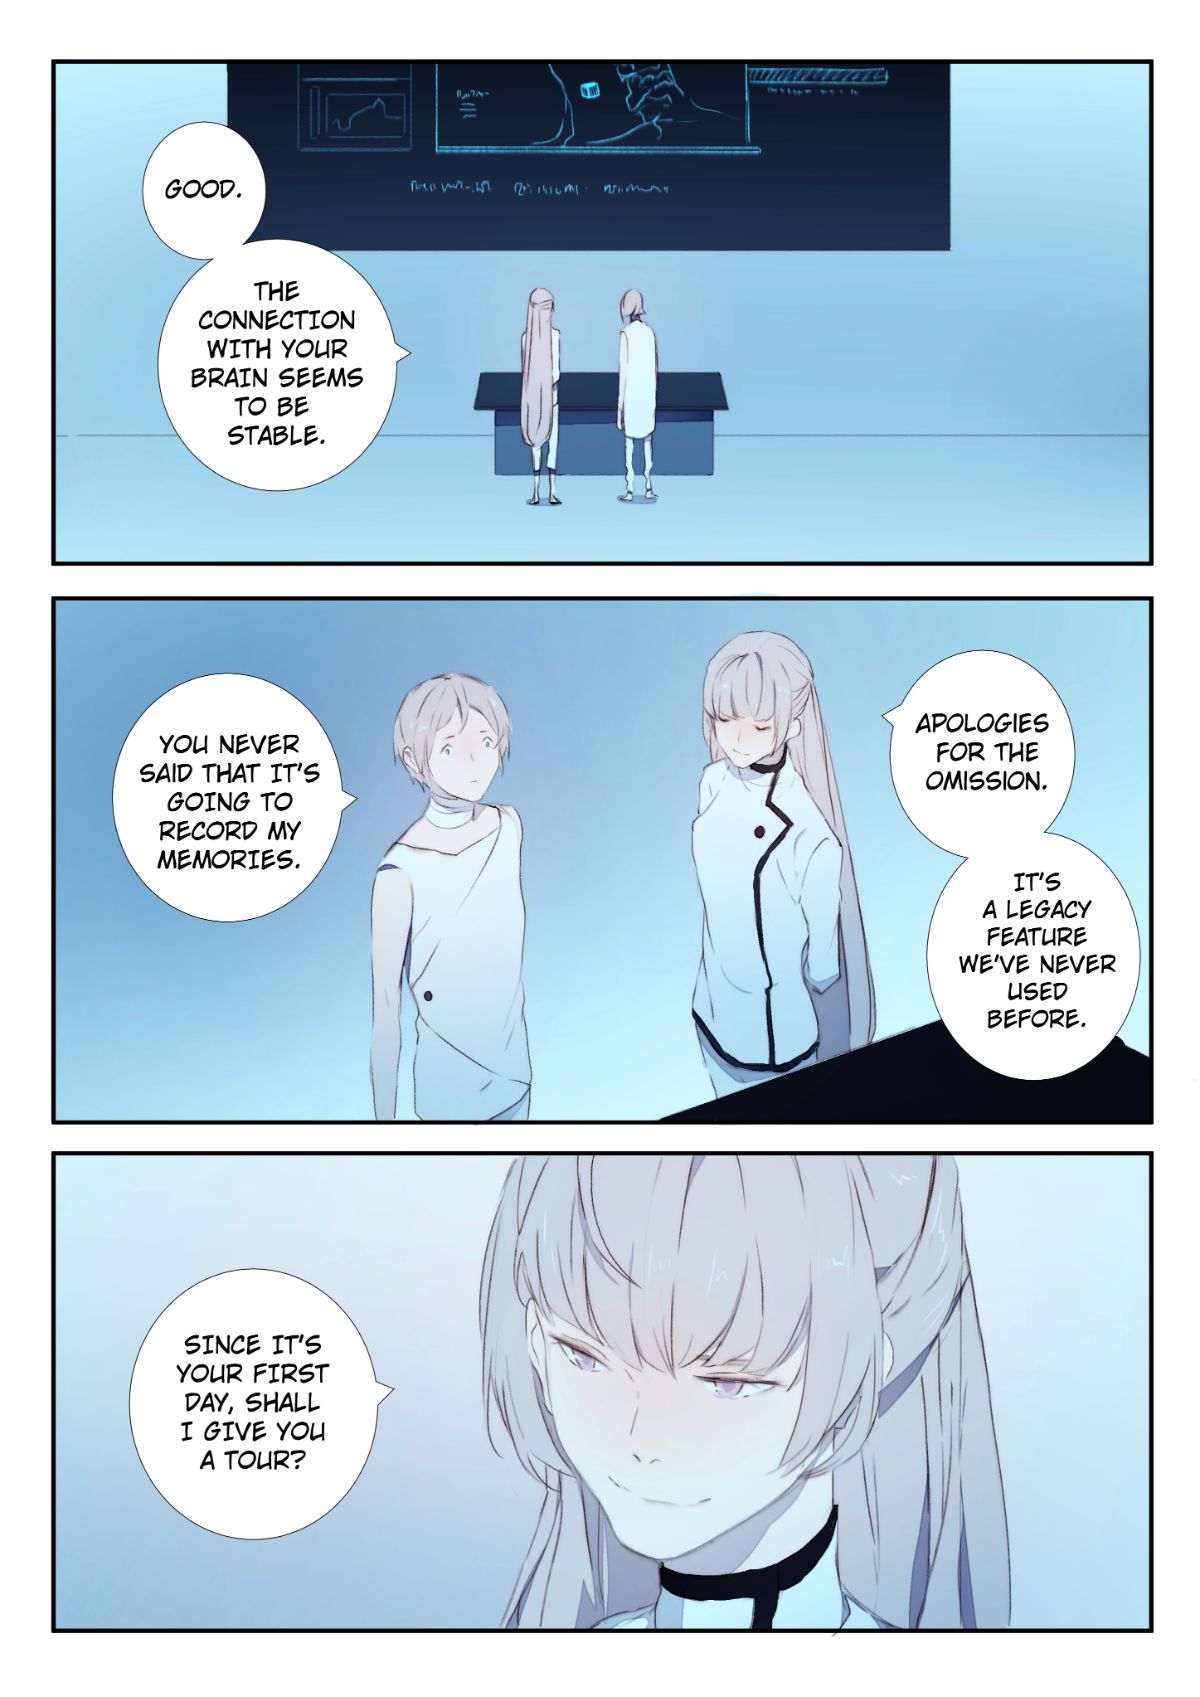 GOOD.
THE
CONNECTION
WITH YOUR
BRAIN SEEMS
TO BE
STABLE.
YOU NEVER
SAID THAT IT'S
GOING TO
RECORD MY
MEMORIES.
APOLOGIES
FOR THE
OMISSION.
IT'S
A LEGACY
FEATURE
WE'VE NEVER
USED
BEFORE.
SINCE IT'S
YOUR FIRST
DAY, SHALL
I GIVE YOU
A TOUR?